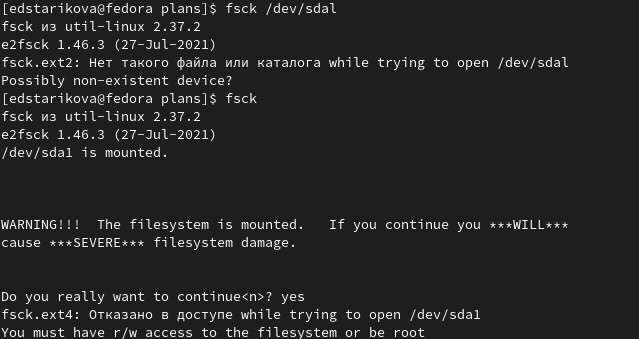 [edstarikova@fedora plans]$ fsck /dev/sdal
fsck из util-linux 2.37.2
e2fsck 1.46.3 (27-Jul-2021)
fsck.ext2: Нет такого файла или каталога while trying to open /dev/sdal
Possibly non-existent device?
[edstarikova@fedora plans]$ fsck
fsck из util-linux 2.37.2
e2fsck 1.46.3 (27-Jul-2021)
/dev/sda1 is mounted.
WARNING!!!  The filesystem is mounted.   If you continue you ***WILL***
cause ***SEVERE*** filesystem damage.
Do you really want to continue<n>? yes
fsck.ext4: Отказано в доступе while trying to open /dev/sda1
You must have r/w access to the filesystem or be root